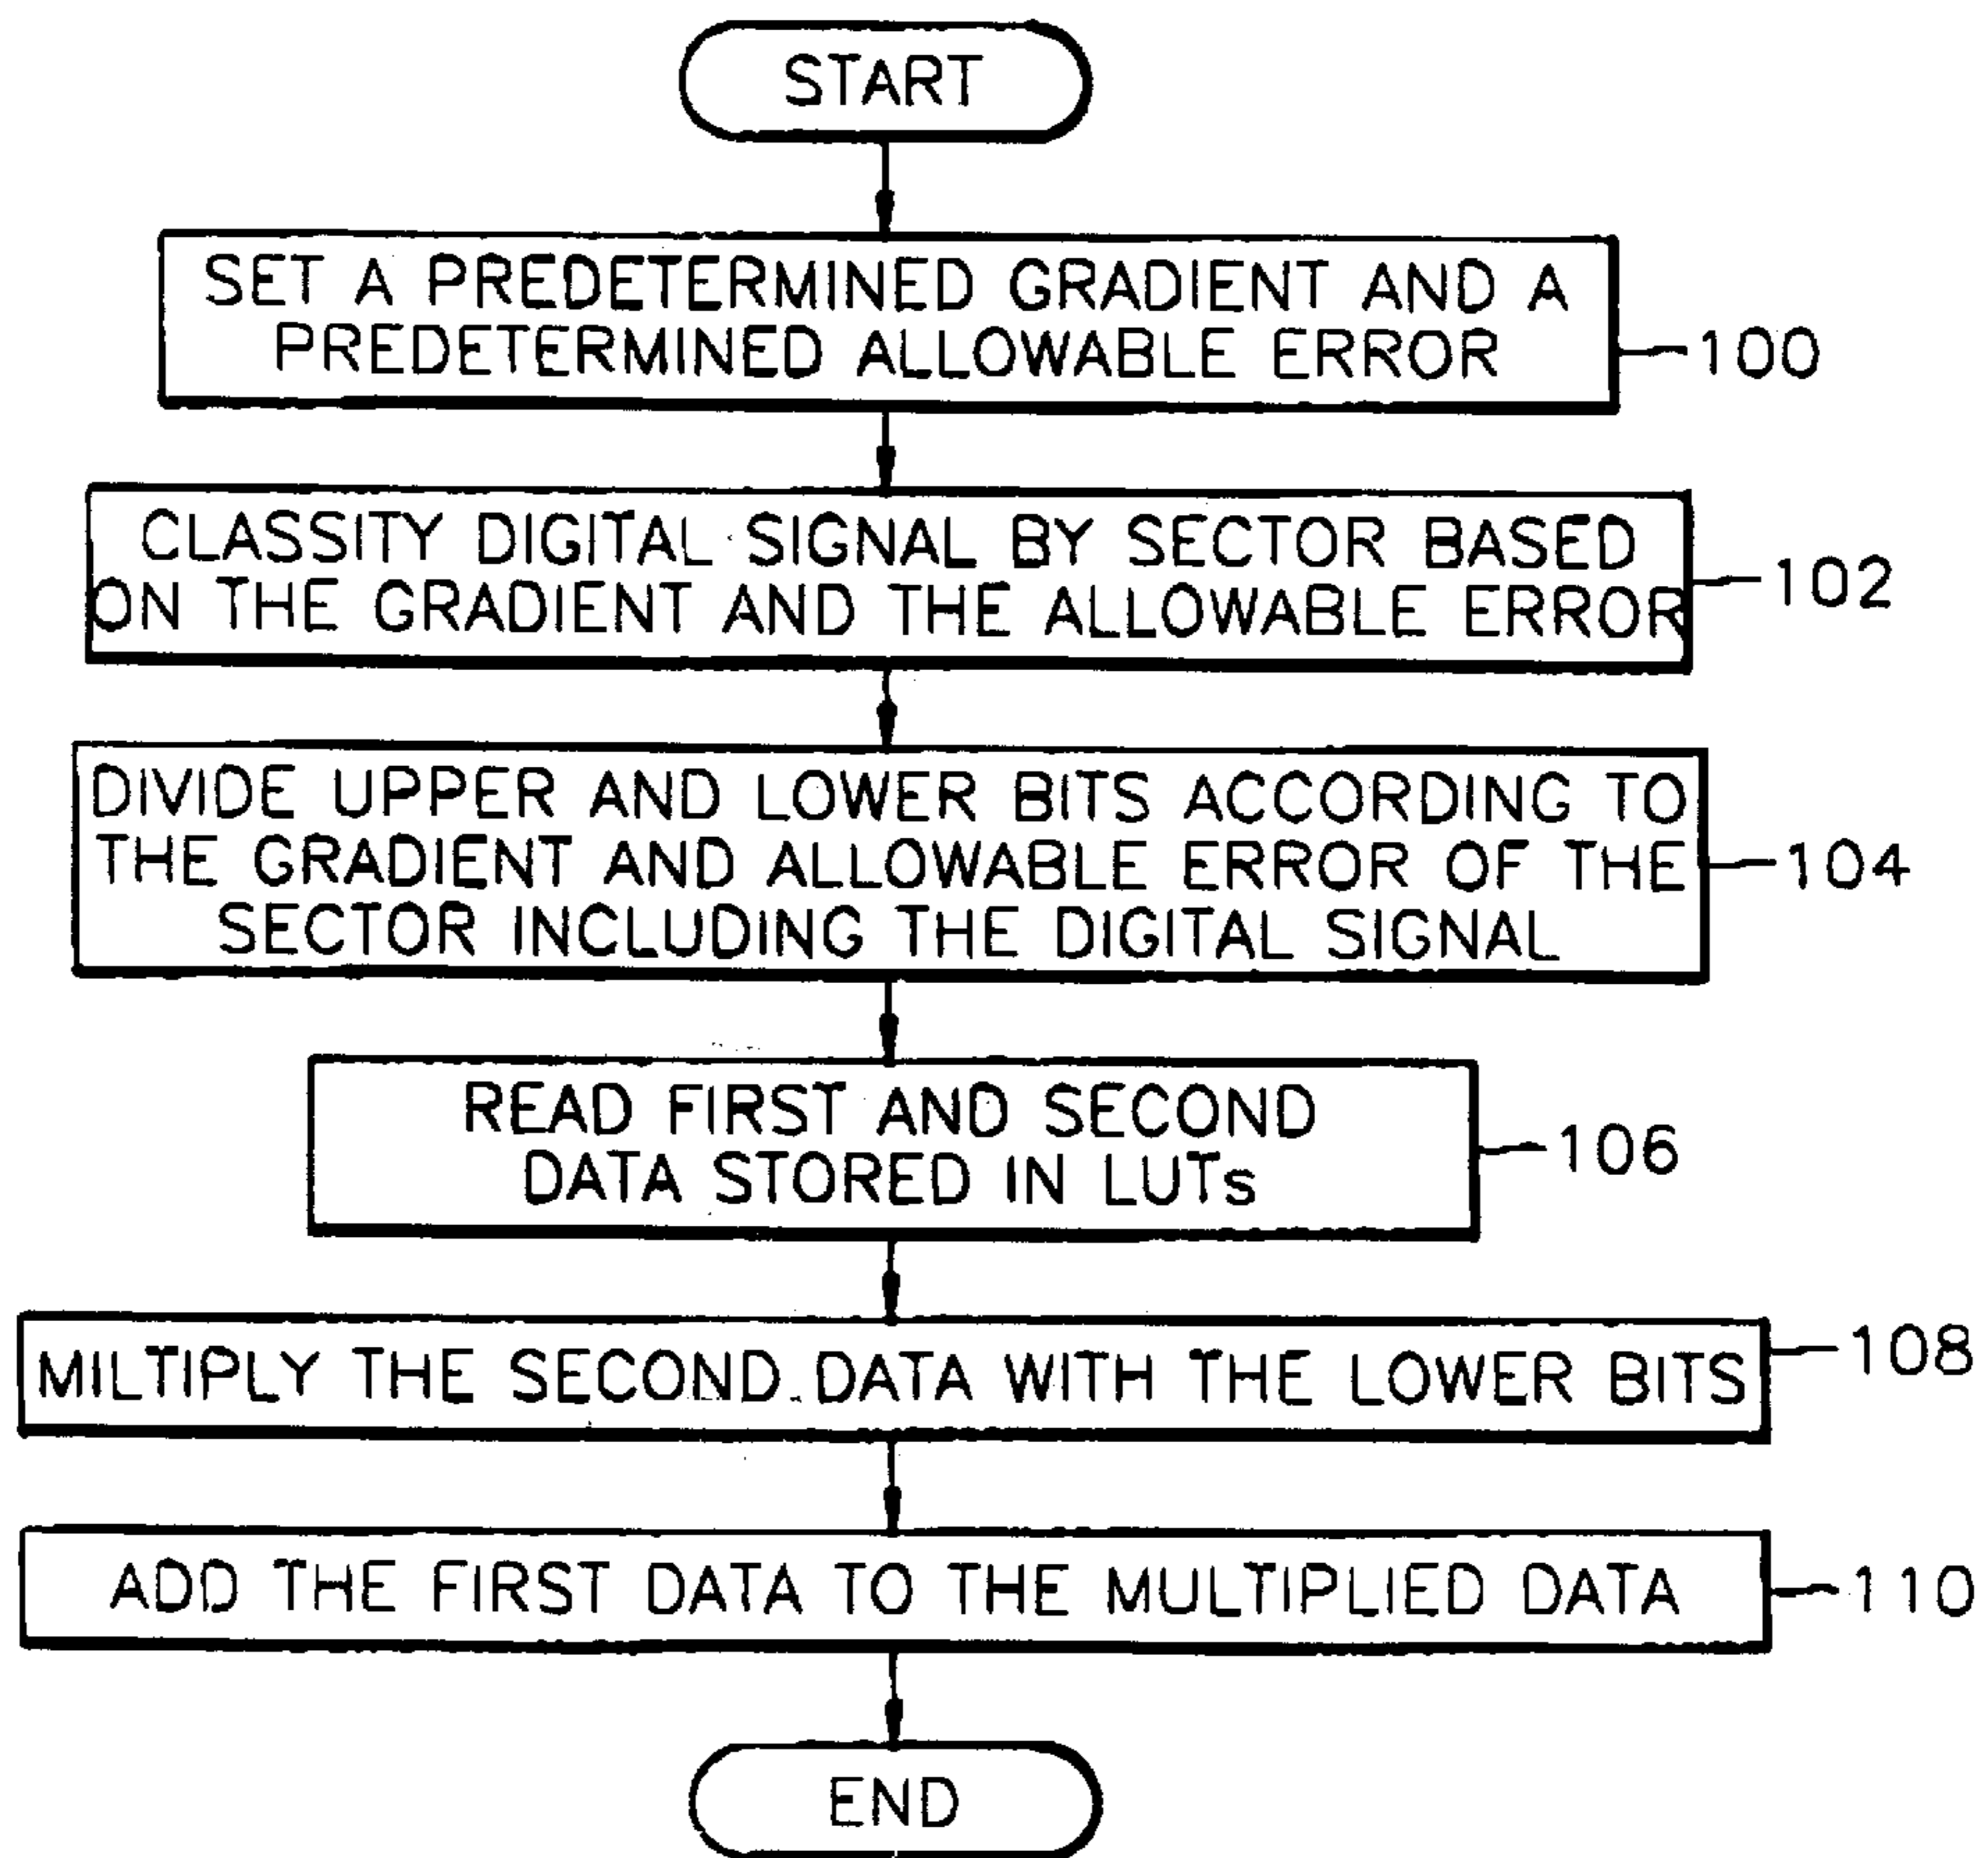 START
SET A PREDETERMINED GRADIENT AND A
PREDETERMINED ALLOWABLE ERROR
100
CLASSITY DIGITAL SIGNAL BY SECTOR BASED
ON THE GRADIENT AND THE ALLOWABLE ERROR
102
DIVIDE UPPER AND LOWER BITS ACCORDING TO
THE GRADIENT AND ALLOWABLE ERROR OF THE
SECTOR INCLUDING THE DIGITAL SIGNAL
104
READ FIRST AND SECOND
DATA STORED IN LUTs
106
MILTIPLY THE SECOND DATA WITH THE LOWER BITS
108
ADD THE FIRST DATA TO THE MULTIPLIED DATA
110
END